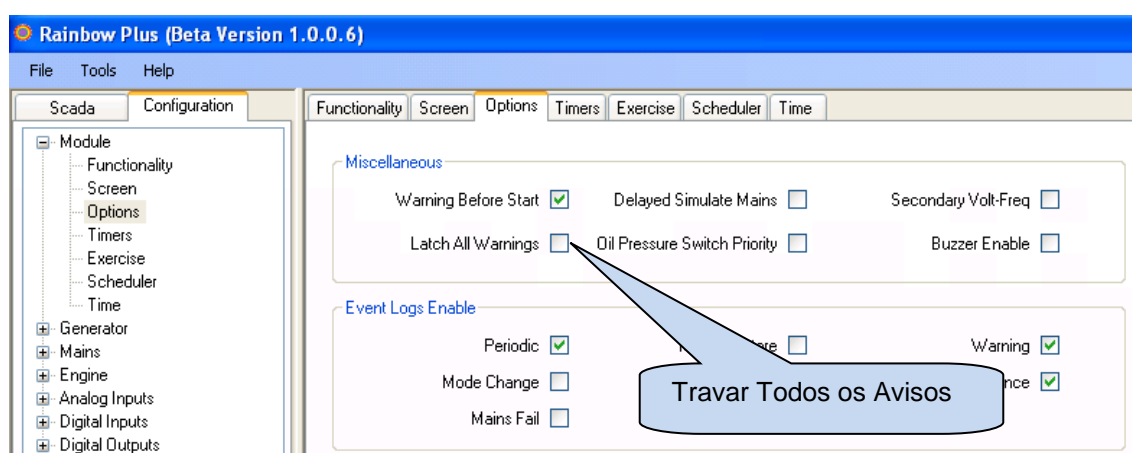 Rainbow Plus (Beta Version 1.0.0.6)
File Tools Help
Scada Configuration
Functionality Screen Options Timers Exercise Scheduler Time
Module
Functionality
Screen
Options
Timers
Exercise
Scheduler
Time
Generator
Mains
Engine
Analog Inputs
Digital Inputs
Digital Outputs
Miscellaneous
Warning Before Start Delayed Simulate Mains Secondary Volt-Freq
Latch All Warnings Oil Pressure Switch Priority Buzzer Enable
Event Logs Enable
Periodic Warning
Mode Change
Mains Fail
Travar Todos os Avisos